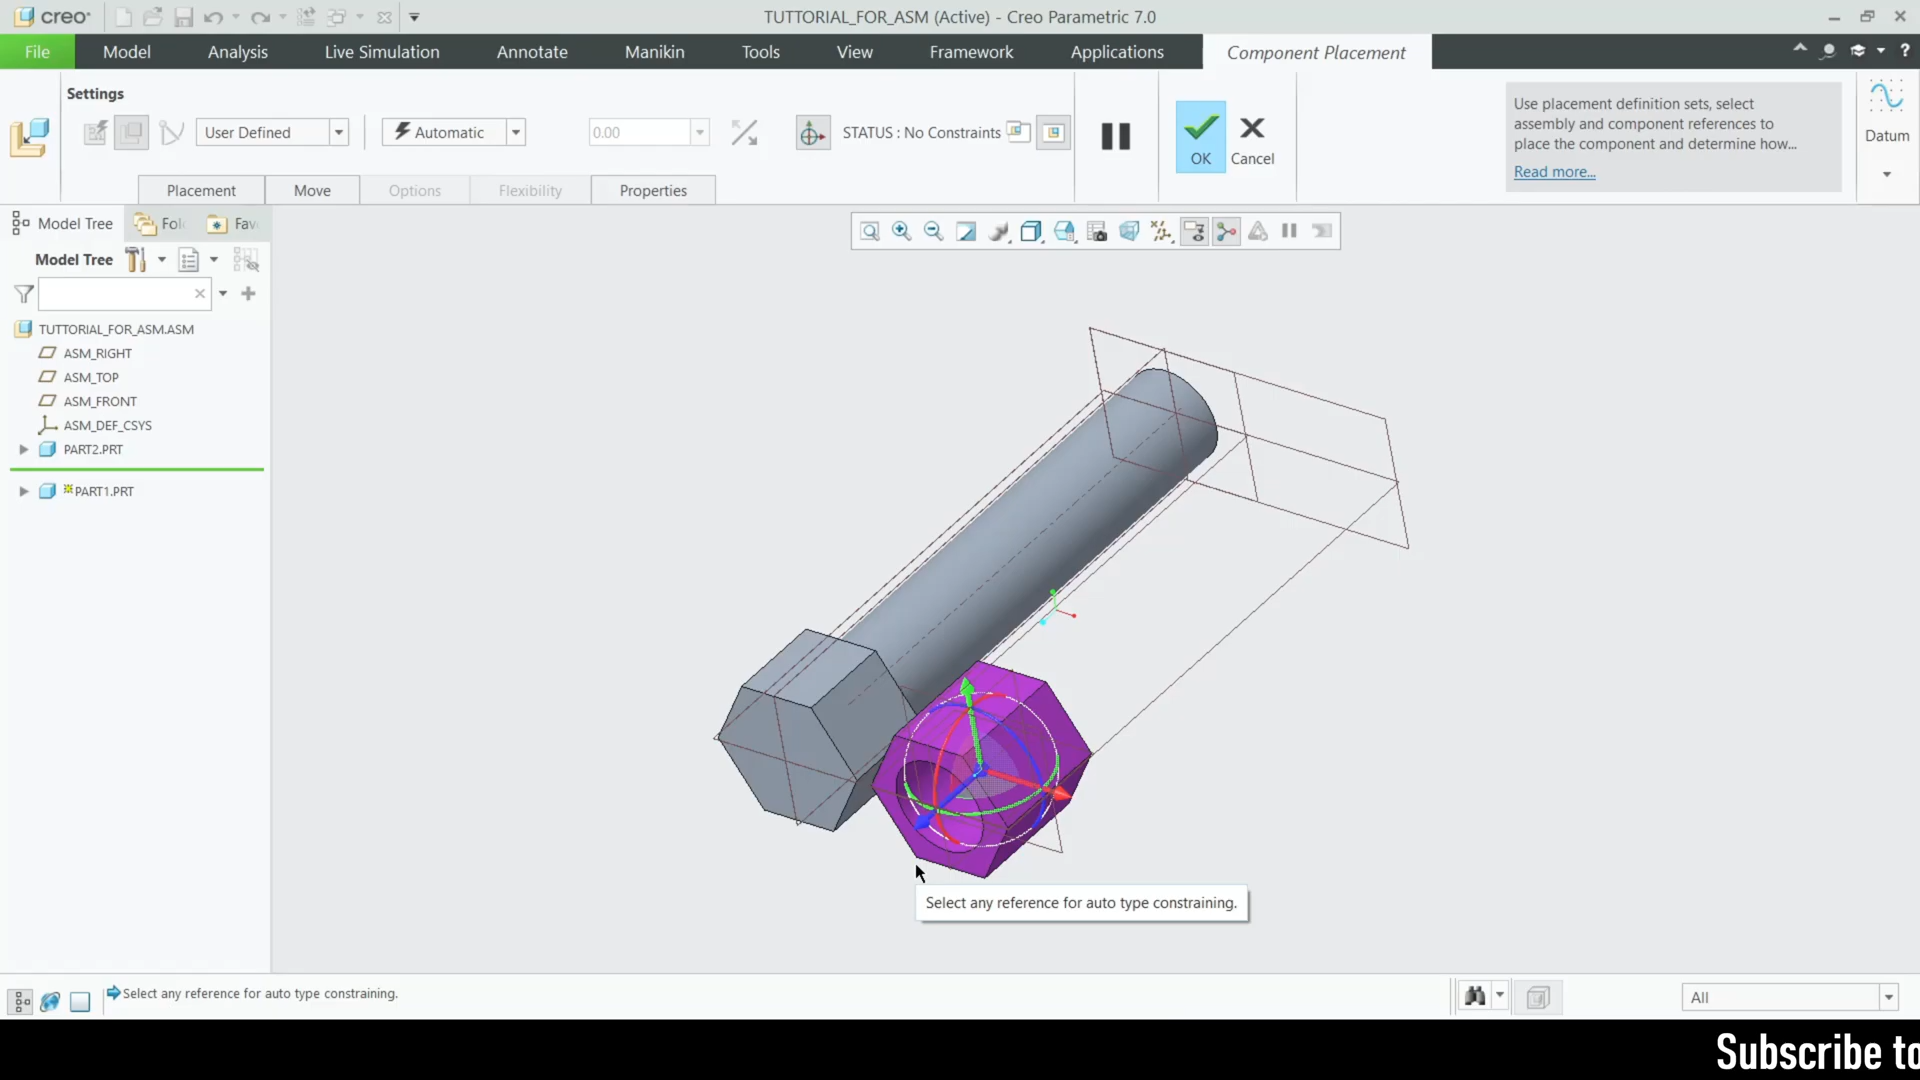 creo
TUTTORIAL_FOR_ASM (Active) - Creo Parametric 7.0
File
Model
Analysis
Live Simulation
Annotate
Manikin
Tools
View
Framework
Applications
Component Placement
?
Settings
User Defined
Automatic
0.00
STATUS : No Constraints
OK
Cancel
Use placement definition sets, select
assembly and component references to
place the component and determine how...
Read more...
Datum
Placement
Move
Options
Flexibility
Properties
Model Tree
Fol
Fav
Model Tree
TUTTORIAL_FOR_ASM.ASM
ASM_RIGHT
ASM_TOP
ASM_FRONT
ASM_DEF_CSYS
PART2.PRT
PART1.PRT
Select any reference for auto type constraining.
Select any reference for auto type constraining.
All
Subscribe to